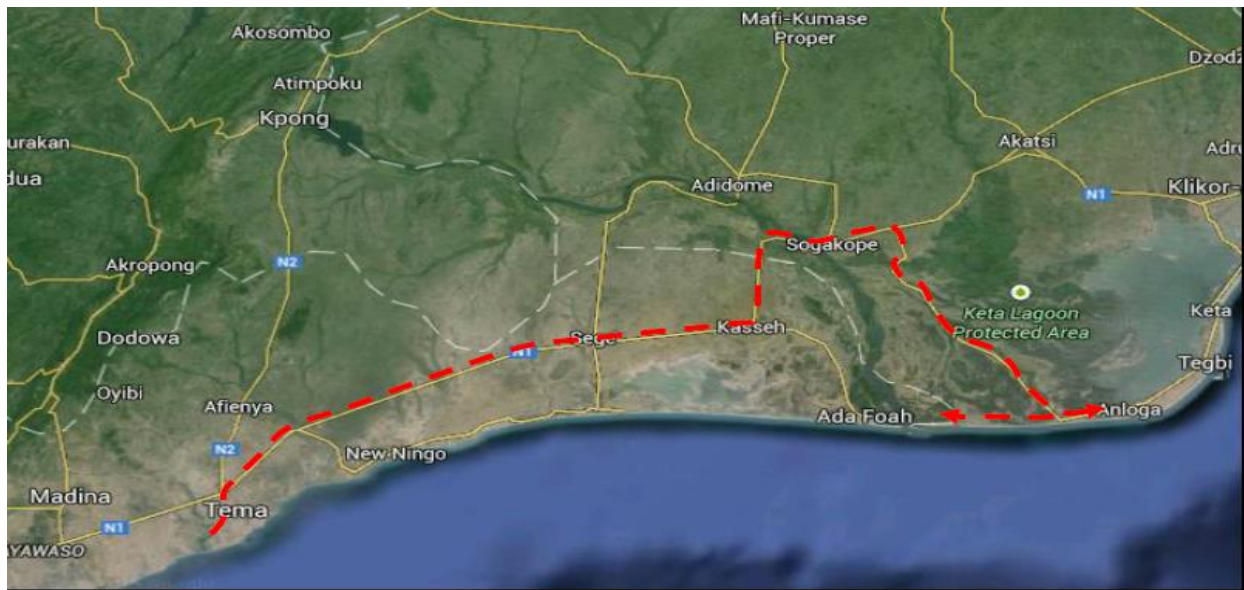 Akosombo
Mafi-Kumase
Proper
Dzodz
Atimpoku
Kpong
urakan
Akatsi
Adru
dua
Adidome
N1
Klikor-
Sogakope
Akropong
N2
Keta Lagoon
Protected Area
Keta
Dodowa
Sege
Kasseh
N1
Tegbi
Oyibi
Afienya
Ada Foah
Anloga
N2
New Ningo
Madina
Tema
N1
AYAWASO